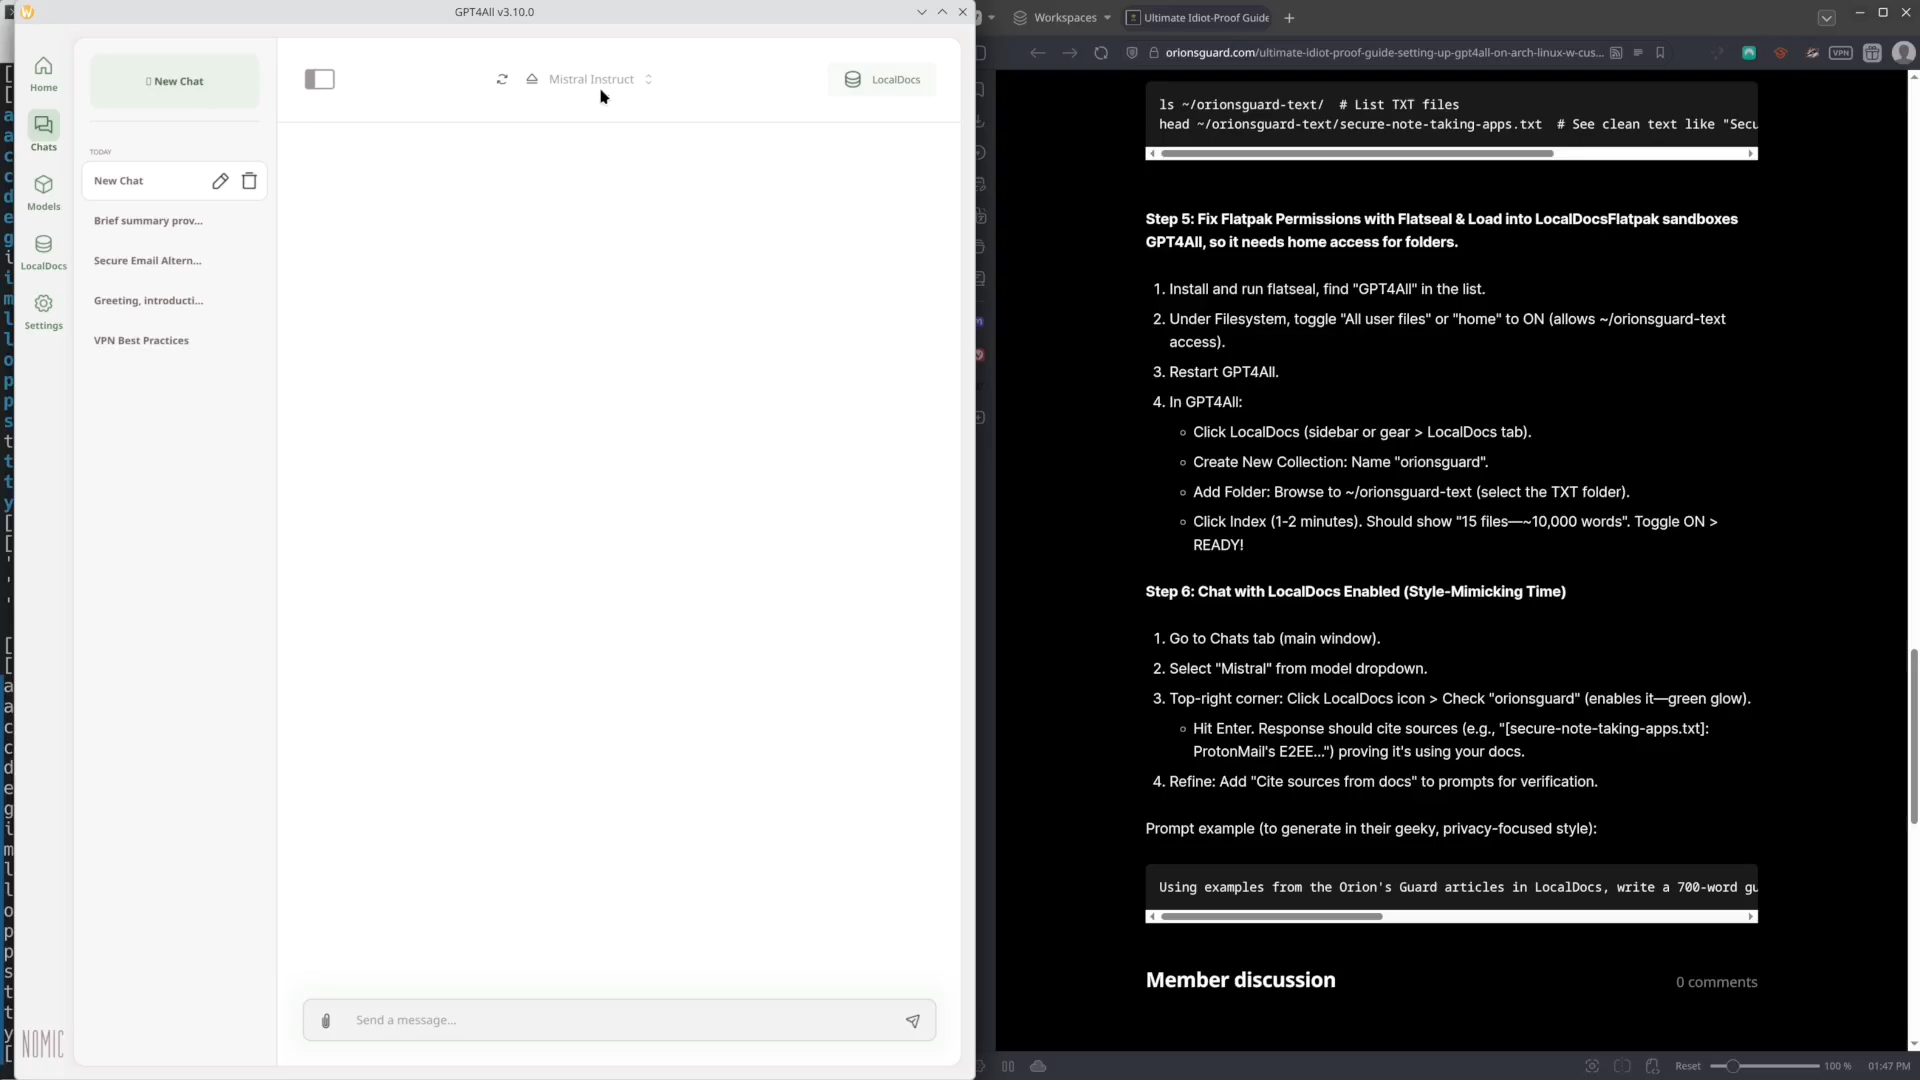 GPT4All v3.10.0
Home
Chats
Models
LocalDocs
Settings
NOMIC
New Chat
TODAY
New Chat
Brief summary prov...
Secure Email Altern...
Greeting, introducti...
VPN Best Practices
Mistral Instruct
LocalDocs
Send a message...
Workspaces
Ultimate Idiot-Proof Guide
orionsguard.com/ultimate-idiot-proof-guide-setting-up-gpt4all-on-arch-linux-w-cus...
VPN
ls ~/orionsguard-text/  # List TXT files
head ~/orionsguard-text/secure-note-taking-apps.txt  # See clean text like "Secu
Step 5: Fix Flatpak Permissions with Flatseal & Load into LocalDocsFlatpak sandboxes
GPT4All, so it needs home access for folders.
1. Install and run flatseal, find "GPT4All" in the list.
2. Under Filesystem, toggle "All user files" or "home" to ON (allows ~/orionsguard-text
access).
3. Restart GPT4All.
4. In GPT4All:
Click LocalDocs (sidebar or gear > LocalDocs tab).
Create New Collection: Name "orionsguard".
Add Folder: Browse to ~/orionsguard-text (select the TXT folder).
Click Index (1-2 minutes). Should show "15 files—~10,000 words". Toggle ON >
READY!
Step 6: Chat with LocalDocs Enabled (Style-Mimicking Time)
1. Go to Chats tab (main window).
2. Select "Mistral" from model dropdown.
3. Top-right corner: Click LocalDocs icon > Check "orionsguard" (enables it—green glow).
Hit Enter. Response should cite sources (e.g., "[secure-note-taking-apps.txt]:
ProtonMail's E2EE...") proving it's using your docs.
4. Refine: Add "Cite sources from docs" to prompts for verification.
Prompt example (to generate in their geeky, privacy-focused style):
Using examples from the Orion's Guard articles in LocalDocs, write a 700-word gu
Member discussion
0 comments
Reset
100 %
01:47 PM